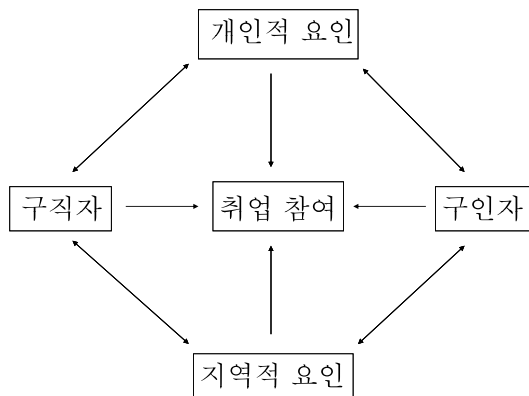 개인적 요인
구직자
취업 참여
구인자
지역적 요인